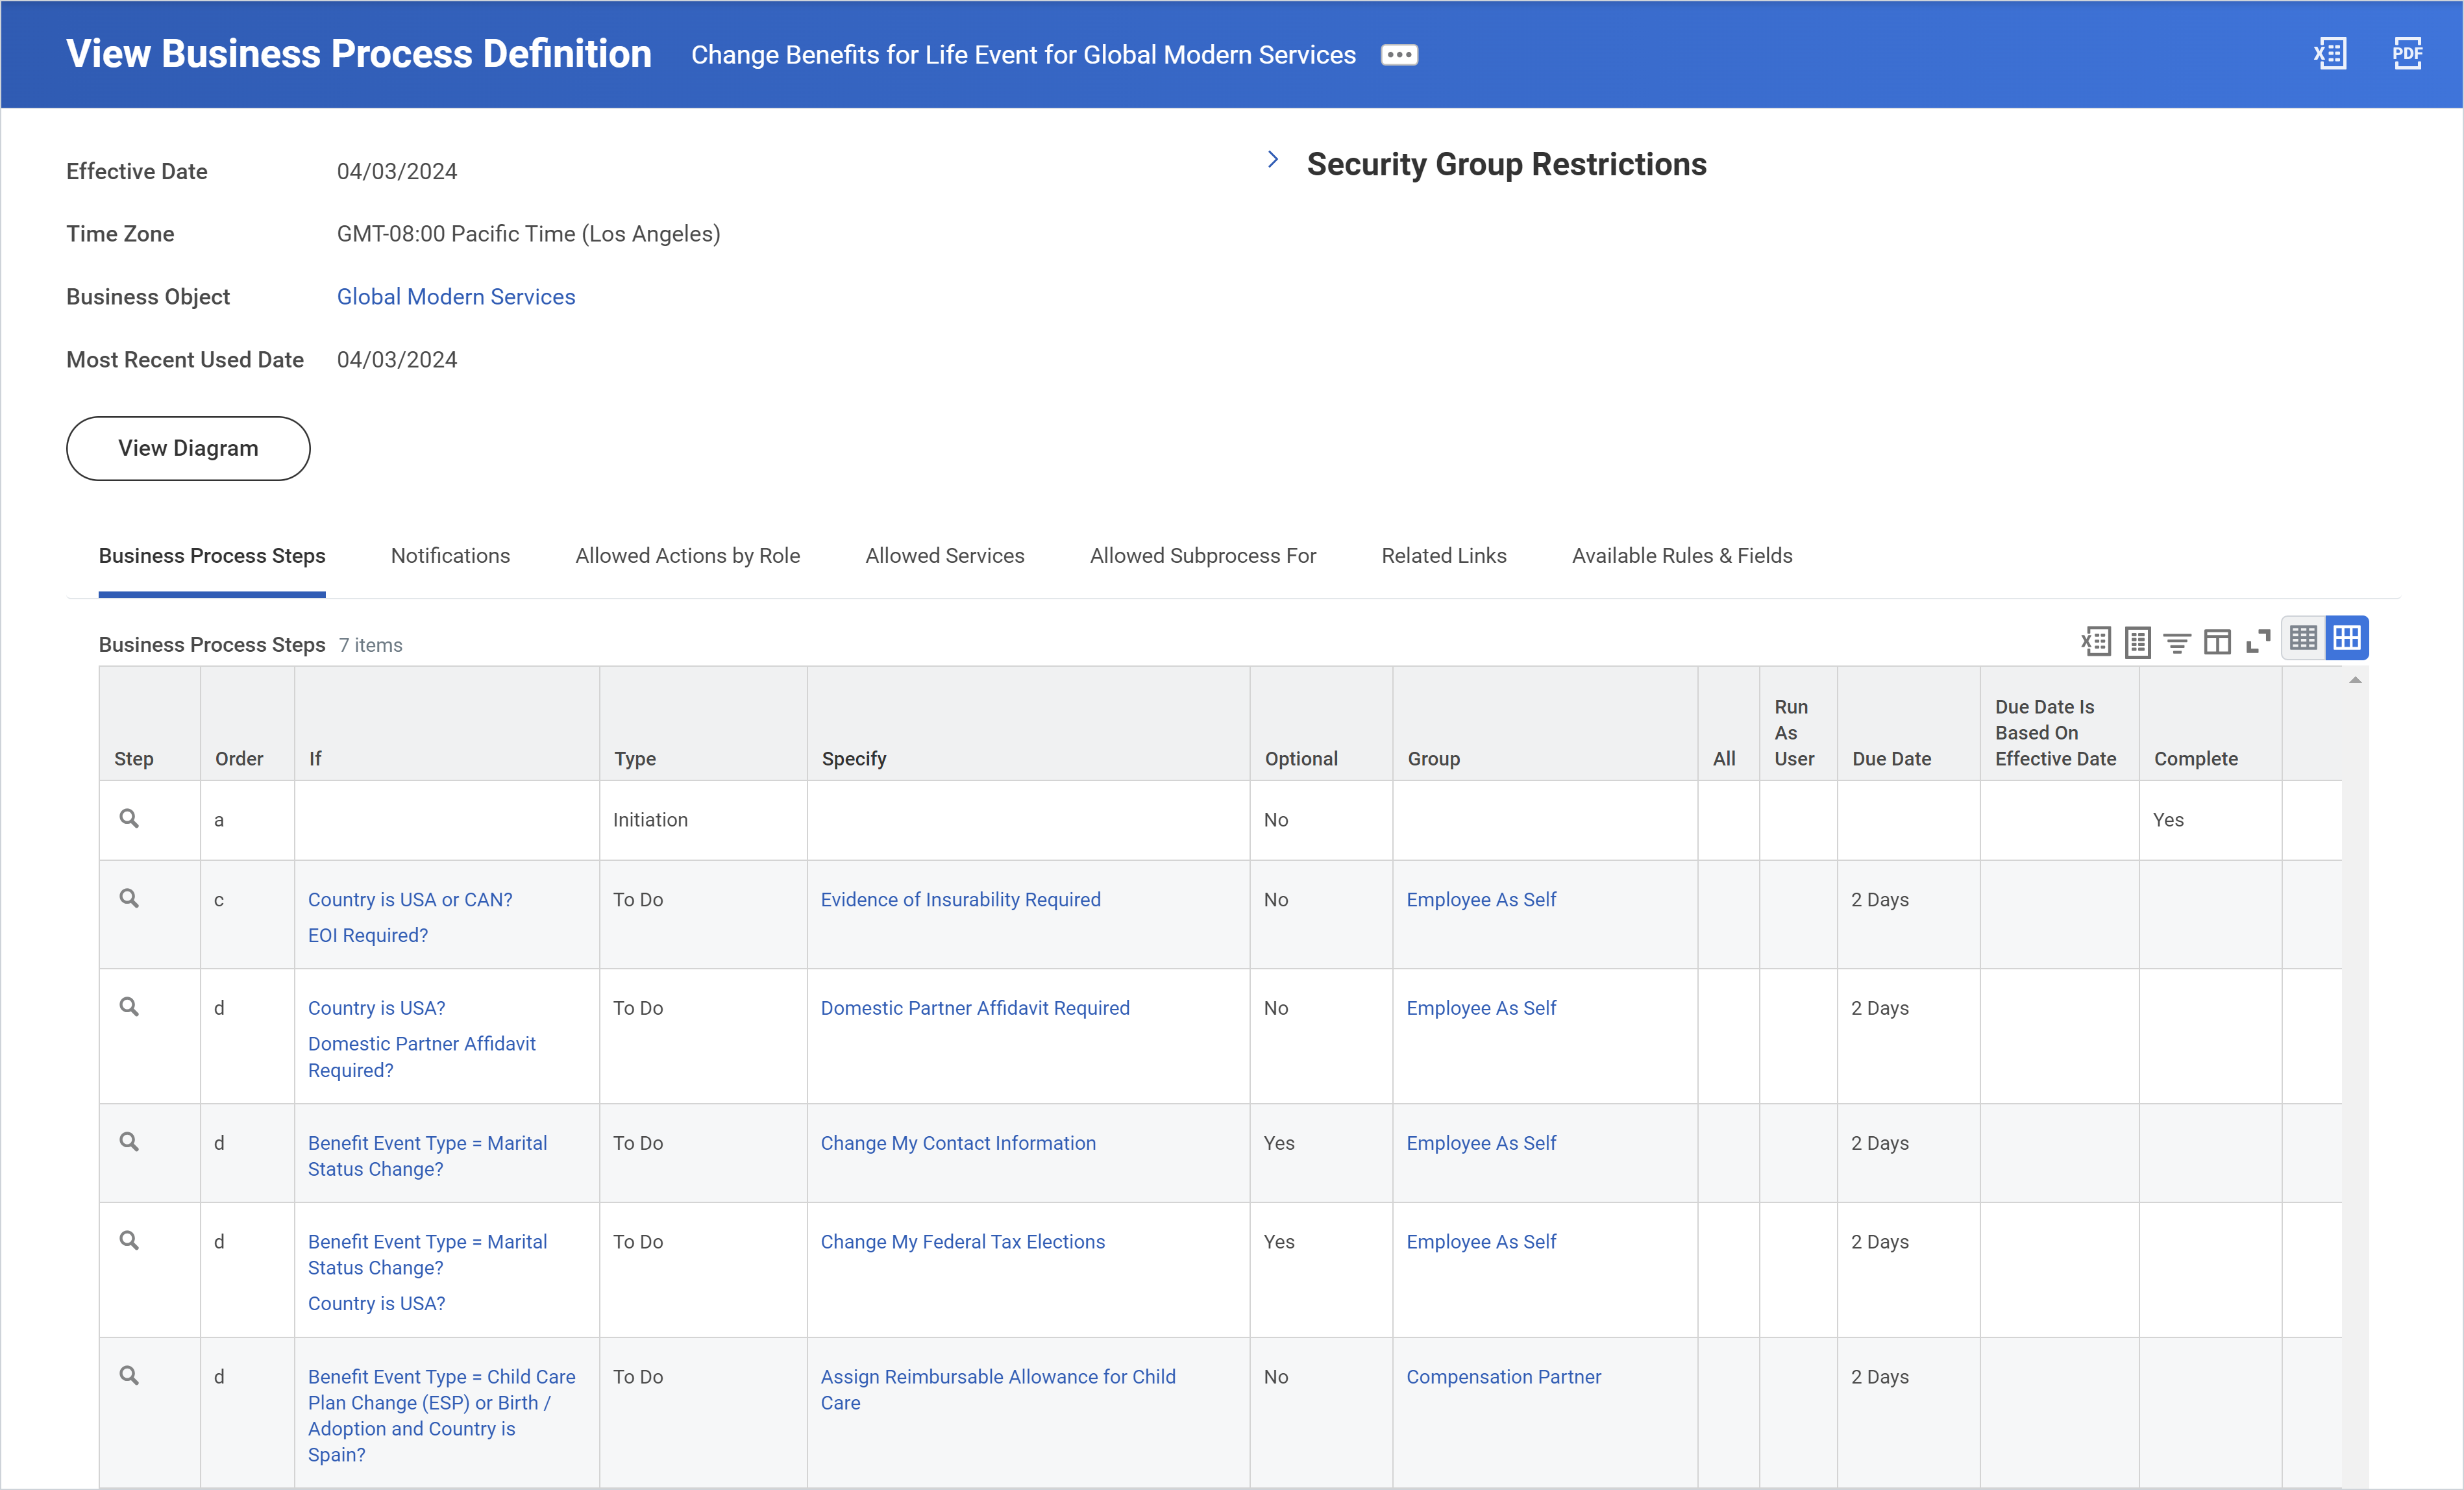 View Business Process Definition Change Benefits for Life Event for Global Modern Services
X
PDF
Effective Date 04/03/2024
Security Group Restrictions
Time Zone GMT-08:00 Pacific Time (Los Angeles)
Business Object Global Modern Services
Most Recent Used Date 04/03/2024
View Diagram
Business Process Steps Notifications Allowed Actions by Role Allowed Services Allowed Subprocess For Related Links Available Rules & Fields
Business Process Steps 7 items
X
Step Order If Type Specify Optional Group All Run As User Due Date Due Date Is Based On Effective Date Complete
a Initiation No Yes
c Country is USA or CAN? To Do Evidence of Insurability Required No Employee As Self 2 Days
EOI Required?
d Country is USA? To Do Domestic Partner Affidavit Required No Employee As Self 2 Days
Domestic Partner Affidavit
Required?
d Benefit Event Type = Marital To Do Change My Contact Information Yes Employee As Self 2 Days
Status Change?
d Benefit Event Type = Marital To Do Change My Federal Tax Elections Yes Employee As Self 2 Days
Status Change?
Country is USA?
d Benefit Event Type = Child Care To Do Assign Reimbursable Allowance for Child No Compensation Partner 2 Days
Plan Change (ESP) or Birth / Care
Adoption and Country is
Spain?